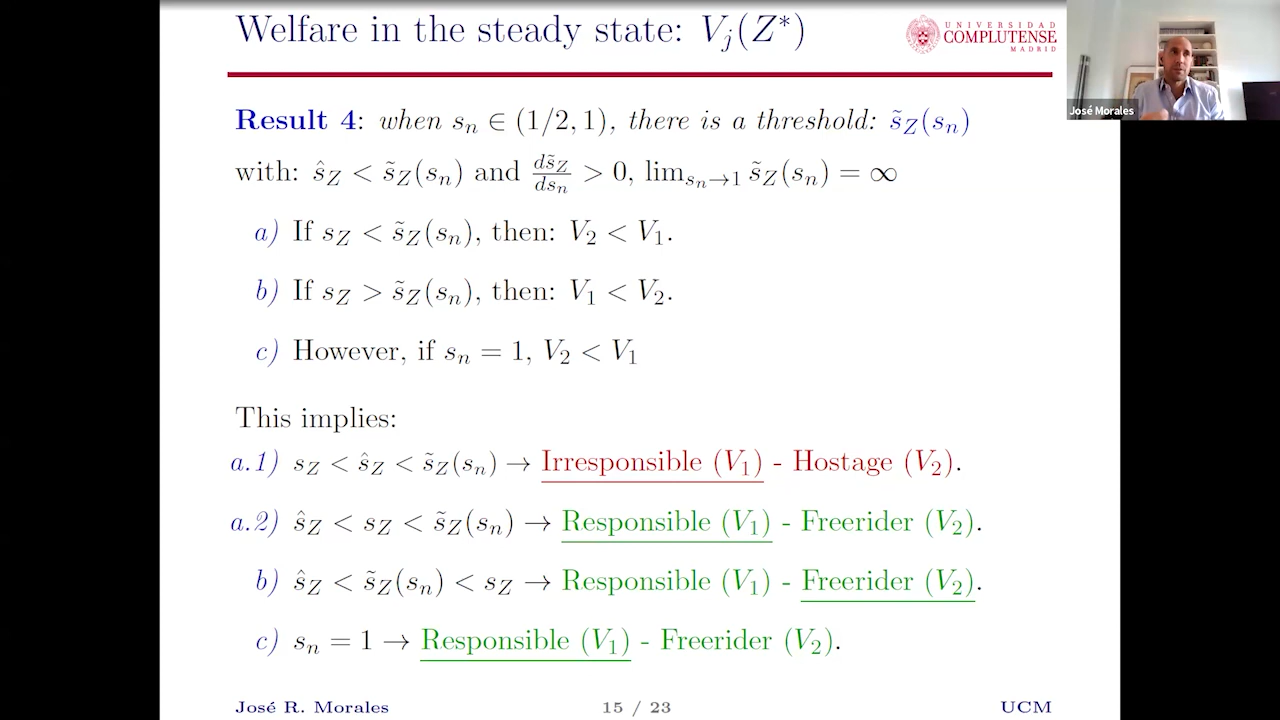 Welfare in the steady state: V_j(Z*)
UNIVERSIDAD
COMPLUTENSE
MADRID
José Morales
Result 4: when s_n ∈ (1/2, 1), there is a threshold: s̃_Z(s_n)
with: ŝ_Z < s̃_Z(s_n) and ds̃_Z/ds_n > 0, lim_{s_n→1} s̃_Z(s_n) = ∞
a) If s_Z < s̃_Z(s_n), then: V_2 < V_1.
b) If s_Z > s̃_Z(s_n), then: V_1 < V_2.
c) However, if s_n = 1, V_2 < V_1
This implies:
a.1) s_Z < ŝ_Z < s̃_Z(s_n) → Irresponsible (V_1) - Hostage (V_2).
a.2) ŝ_Z < s_Z < s̃_Z(s_n) → Responsible (V_1) - Freerider (V_2).
b) ŝ_Z < s̃_Z(s_n) < s_Z → Responsible (V_1) - Freerider (V_2).
c) s_n = 1 → Responsible (V_1) - Freerider (V_2).
José R. Morales 15 / 23 UCM